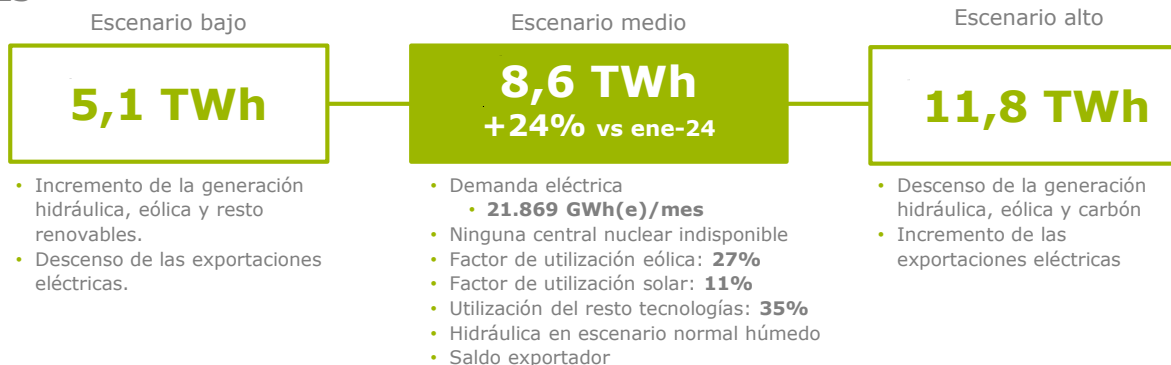 Escenario bajo
5,1 TWh
• Incremento de la generación
hidráulica, eólica y resto
renovables.
• Descenso de las exportaciones
eléctricas.
Escenario medio
8,6 TWh
+24% vs ene-24
• Demanda eléctrica
• 21.869 GWh(e)/mes
• Ninguna central nuclear indisponible
• Factor de utilización eólica: 27%
• Factor de utilización solar: 11%
• Utilización del resto tecnologías: 35%
• Hidráulica en escenario normal húmedo
• Saldo exportador
Escenario alto
11,8 TWh
• Descenso de la generación
hidráulica, eólica y carbón
• Incremento de las
exportaciones eléctricas